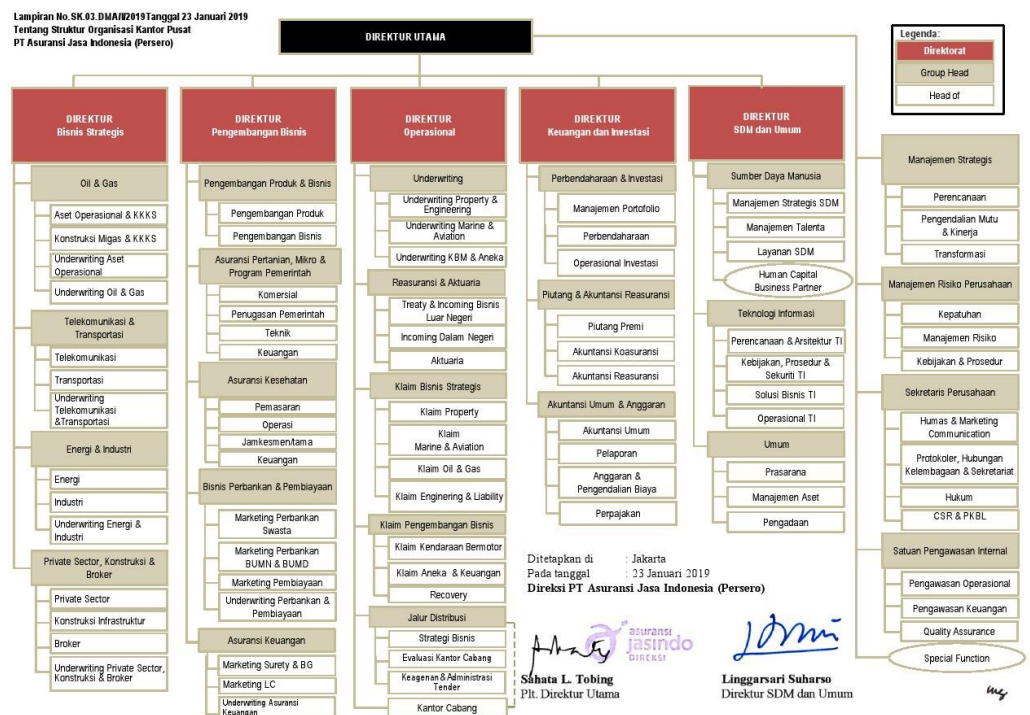 Lampiran No.SK.03.DMA/I/2019 Tanggal 23 Januari 2019
Tentang Struktur Organisasi Kantor Pusat
PT Asuransi Jasa Indonesia (Persero)
DIREKTUR UTAMA
Legenda:
Direktorat
Group Head
Head of
DIREKTUR
Bisnis Strategis
Oil & Gas
Aset Operasional & KKKS
Konstruksi Migas & KKKS
Underwriting Aset
Operasional
Underwriting Oil & Gas
Telekomunikasi &
Transportasi
Telekomunikasi
Transportasi
Underwriting
Telekomunikasi
&Transportasi
Energi & Industri
Energi
Industri
Underwriting Energi &
Industri
Private Sector, Konstruksi &
Broker
Private Sector
Konstruksi Infrastruktur
Broker
Underwriting Private Sector,
Konstruksi & Broker
DIREKTUR
Pengembangan Bisnis
Pengembangan Produk & Bisnis
Pengembangan Produk
Pengembangan Bisnis
Asuransi Pertanian, Mikro &
Program Pemerintah
Komersial
Penugasan Pemerintah
Teknik
Keuangan
Asuransi Kesehatan
Pemasaran
Operasi
Jamkesmen/tama
Keuangan
Bisnis Perbankan & Pembiayaan
Marketing Perbankan
Swasta
Marketing Perbankan
BUMN & BUMD
Marketing Pembiayaan
Underwriting Perbankan &
Pembiayaan
Asuransi Keuangan
Marketing Surety & BG
Marketing LC
Underwriting Asuransi
Keuangan
DIREKTUR
Operasional
Underwriting
Underwriting Property &
Engineering
Underwriting Marine &
Aviation
Underwriting KBM & Aneka
Reasuransi & Aktuaria
Treaty & Incoming Bisnis
Luar Negeri
Incoming Dalam Negeri
Aktuaria
Klaim Bisnis Strategis
Klaim Property
Klaim
Marine & Aviation
Klaim Oil & Gas
Klaim Enginering & Liability
Klaim Pengembangan Bisnis
Klaim Kendaraan Bermotor
Klaim Aneka & Keuangan
Recovery
Jalur Distribusi
Strategi Bisnis
Evaluasi Kantor Cabang
Keagenan & Administrasi
Tender
Kantor Cabang
DIREKTUR
Keuangan dan Investasi
Perbendaharaan & Investasi
Manajemen Portofolio
Perbendaharaan
Operasional Investasi
Piutang & Akuntansi Reasuransi
Piutang Premi
Akuntansi Koasuransi
Akuntansi Reasuransi
Akuntansi Umum & Anggaran
Akuntansi Umum
Pelaporan
Anggaran &
Pengendalian Biaya
Perpajakan
DIREKTUR
SDM dan Umum
Sumber Daya Manusia
Manajemen Strategis SDM
Manajemen Talenta
Layanan SDM
Human Capital
Business Partner
Teknologi Informasi
Perencanaan & Arsitektur TI
Kebijakan, Prosedur &
Sekuriti TI
Solusi Bisnis TI
Operasional TI
Umum
Prasarana
Manajemen Aset
Pengadaan
Manajemen Strategis
Perencanaan
Pengendalian Mutu
& Kinerja
Transformasi
Manajemen Risiko Perusahaan
Kepatuhan
Manajemen Risiko
Kebijakan & Prosedur
Sekretaris Perusahaan
Humas & Marketing
Communication
Protokoler, Hubungan
Kelembagaan & Sekretariat
Hukum
CSR & PKBL
Satuan Pengawasan Internal
Pengawasan Operasional
Pengawasan Keuangan
Quality Assurance
Special Function
Ditetapkan di : Jakarta
Pada tanggal : 23 Januari 2019
Direksi PT Asuransi Jasa Indonesia (Persero)
asuransi
jasindo
DIREKSI
Sahata L. Tobing
Plt. Direktur Utama
Linggarsari Suharso
Direktur SDM dan Umum